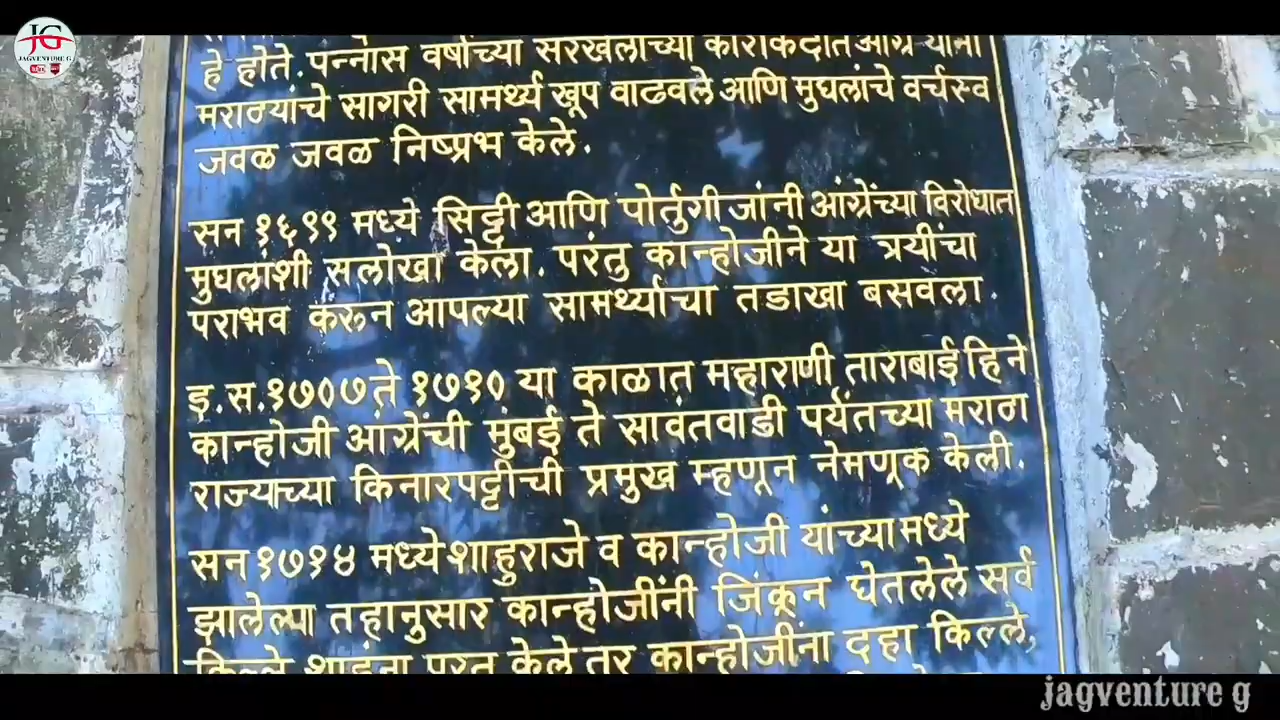 JG
JAGVENTURE G
हे होते. पन्नास वर्षांच्या सरखेलीच्या कारकिर्दीत आंग्रे यांनी
मराठ्यांचे सागरी सामर्थ्य खूप वाढवले आणि मुघलांचे वर्चस्व
जवळ जवळ निष्प्रभ केले.
सन १६९९ मध्ये सिद्दी आणि पोर्तुगीजांनी आंग्रेंच्या विरोधात
मुघलांशी सलोखा केला. परंतु कान्होजीने या त्रयींचा
पराभव करून आपल्या सामर्थ्याचा तडाखा बसवला.
इ.स.१७०७ ते १७१० या काळात महाराणी ताराबाई हिने
कान्होजी आंग्रेंची मुंबई ते सावंतवाडी पर्यंतच्या मराठा
राज्याच्या किनारपट्टीची प्रमुख म्हणून नेमणूक केली.
सन १७१४ मध्ये शाहुराजे व कान्होजी यांच्यामध्ये
झालेल्या तहानुसार कान्होजींनी जिंकून घेतलेले सर्व
किल्ले शाहूंना परत केले तर कान्होजींना दहा किल्ले,
jagventure g